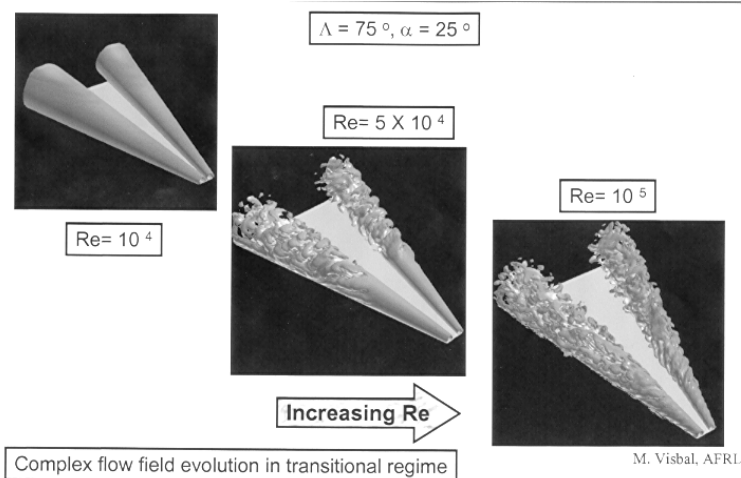 Λ = 75 °, α = 25 °
Re= 5 X 10 4
Re= 10 5
Re= 10 4
Increasing Re
M. Visbal, AFRL
Complex flow field evolution in transitional regime